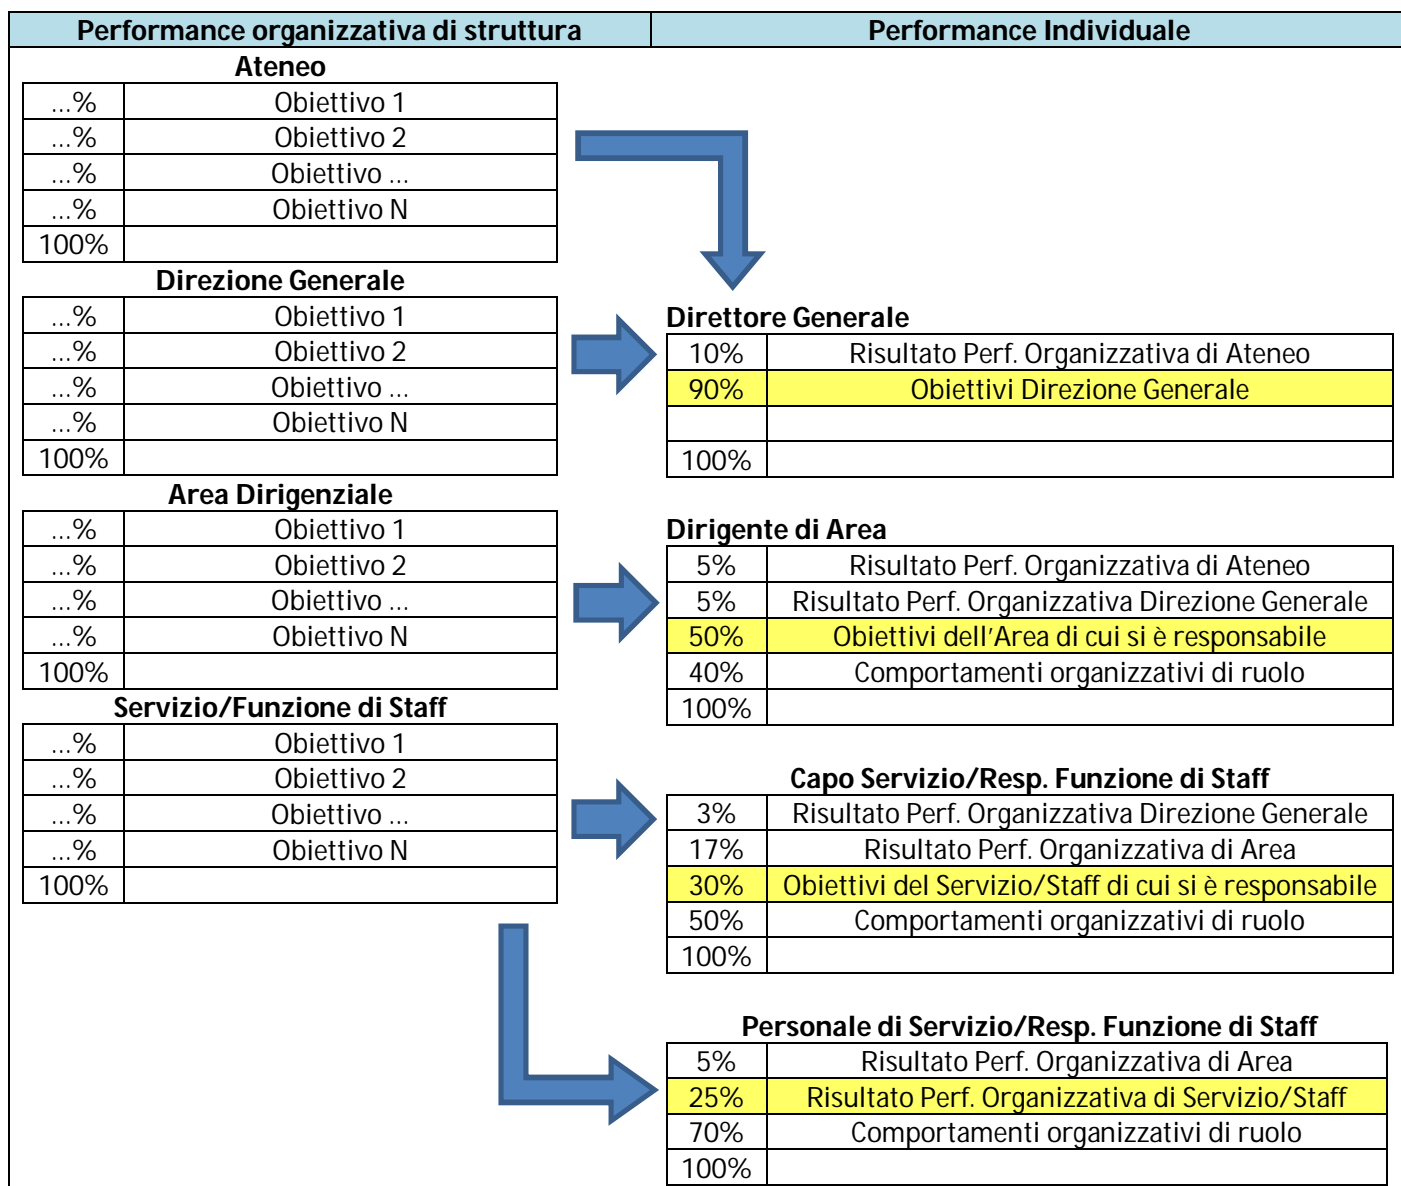 Performance organizzativa di struttura
Performance Individuale
Ateneo
...% Obiettivo 1
...% Obiettivo 2
...% Obiettivo ...
...% Obiettivo N
100%
Direzione Generale
...% Obiettivo 1
...% Obiettivo 2
...% Obiettivo ...
...% Obiettivo N
100%
Area Dirigenziale
...% Obiettivo 1
...% Obiettivo 2
...% Obiettivo ...
...% Obiettivo N
100%
Servizio/Funzione di Staff
...% Obiettivo 1
...% Obiettivo 2
...% Obiettivo ...
...% Obiettivo N
100%
Direttore Generale
10% Risultato Perf. Organizzativa di Ateneo
90% Obiettivi Direzione Generale
100%
Dirigente di Area
5% Risultato Perf. Organizzativa di Ateneo
5% Risultato Perf. Organizzativa Direzione Generale
50% Obiettivi dell'Area di cui si è responsabile
40% Comportamenti organizzativi di ruolo
100%
Capo Servizio/Resp. Funzione di Staff
3% Risultato Perf. Organizzativa Direzione Generale
17% Risultato Perf. Organizzativa di Area
30% Obiettivi del Servizio/Staff di cui si è responsabile
50% Comportamenti organizzativi di ruolo
100%
Personale di Servizio/Resp. Funzione di Staff
5% Risultato Perf. Organizzativa di Area
25% Risultato Perf. Organizzativa di Servizio/Staff
70% Comportamenti organizzativi di ruolo
100%